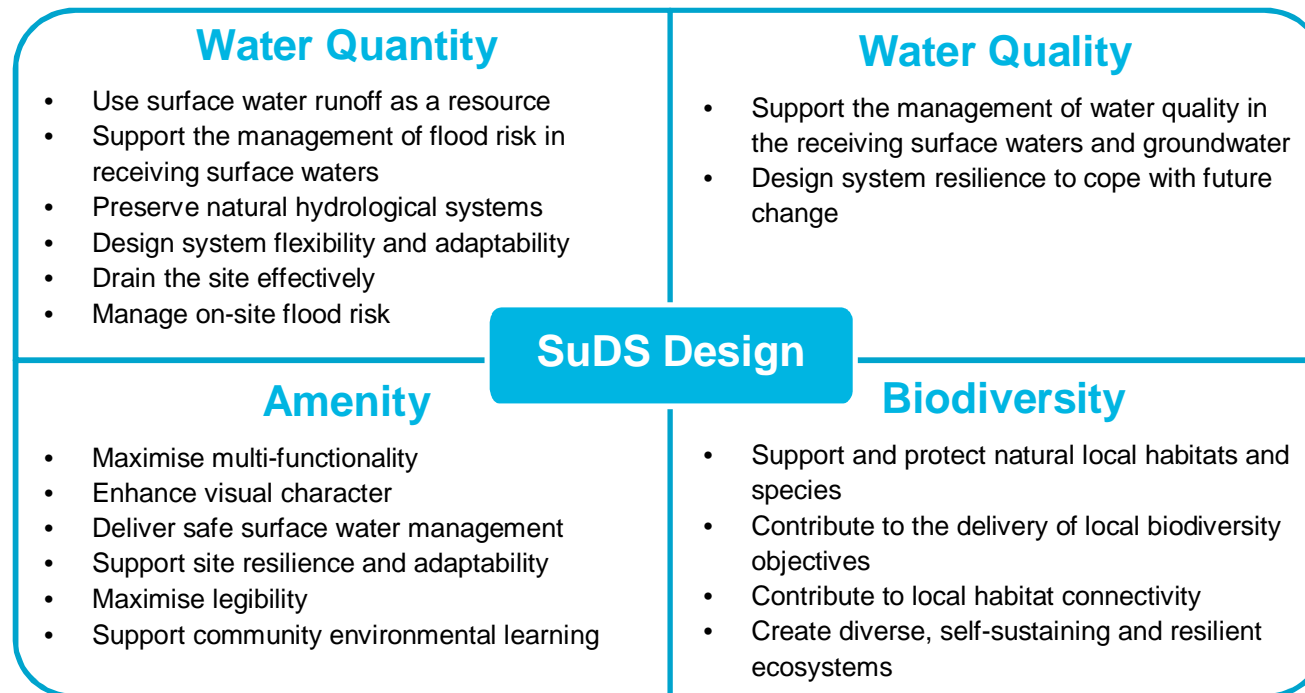 Water Quantity
• Use surface water runoff as a resource
• Support the management of flood risk in
receiving surface waters
• Preserve natural hydrological systems
• Design system flexibility and adaptability
• Drain the site effectively
• Manage on-site flood risk
Water Quality
• Support the management of water quality in
the receiving surface waters and groundwater
• Design system resilience to cope with future
change
SuDS Design
Amenity
• Maximise multi-functionality
• Enhance visual character
• Deliver safe surface water management
• Support site resilience and adaptability
• Maximise legibility
• Support community environmental learning
Biodiversity
• Support and protect natural local habitats and
species
• Contribute to the delivery of local biodiversity
objectives
• Contribute to local habitat connectivity
• Create diverse, self-sustaining and resilient
ecosystems